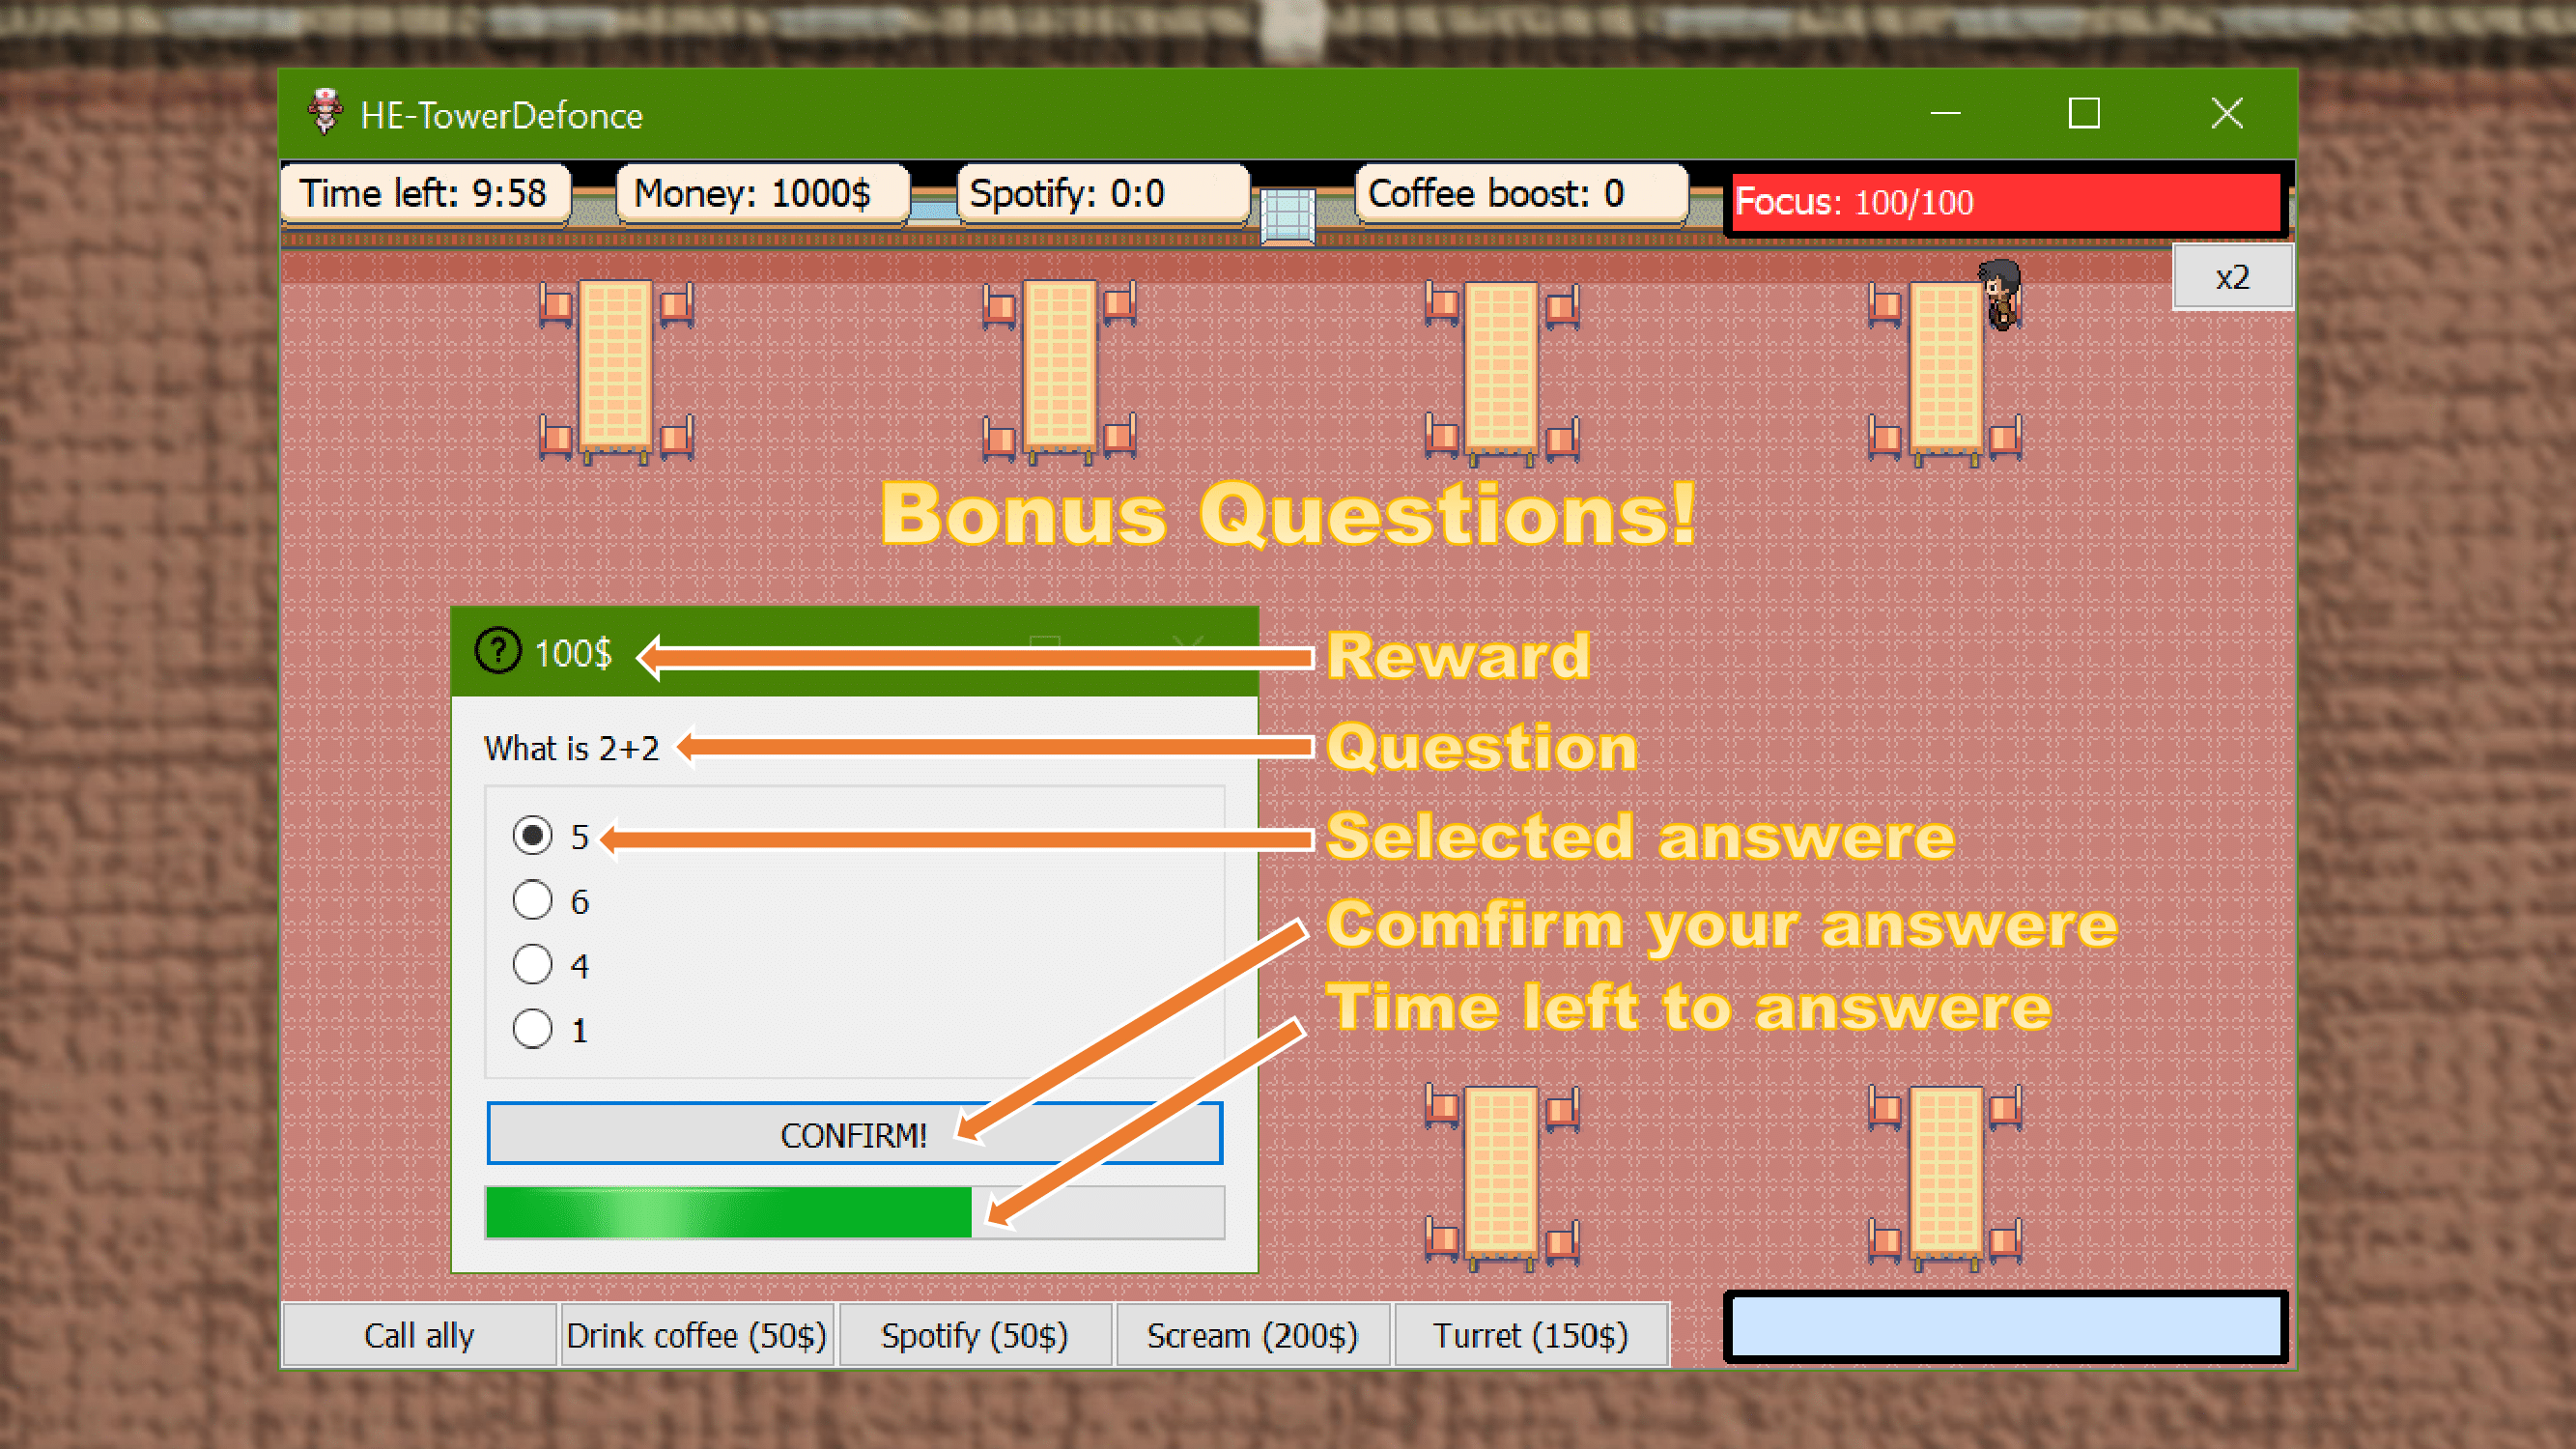 HE-TowerDefonce
Time left: 9:58
Money: 1000$
Spotify: 0:0
Coffee boost: 0
Focus: 100/100
x2
Bonus Questions!
100$
Reward
What is 2+2
Question
5
Selected answere
6
Comfirm your answere
4
Time left to answere
1
CONFIRM!
Call ally
Drink coffee (50$)
Spotify (50$)
Scream (200$)
Turret (150$)